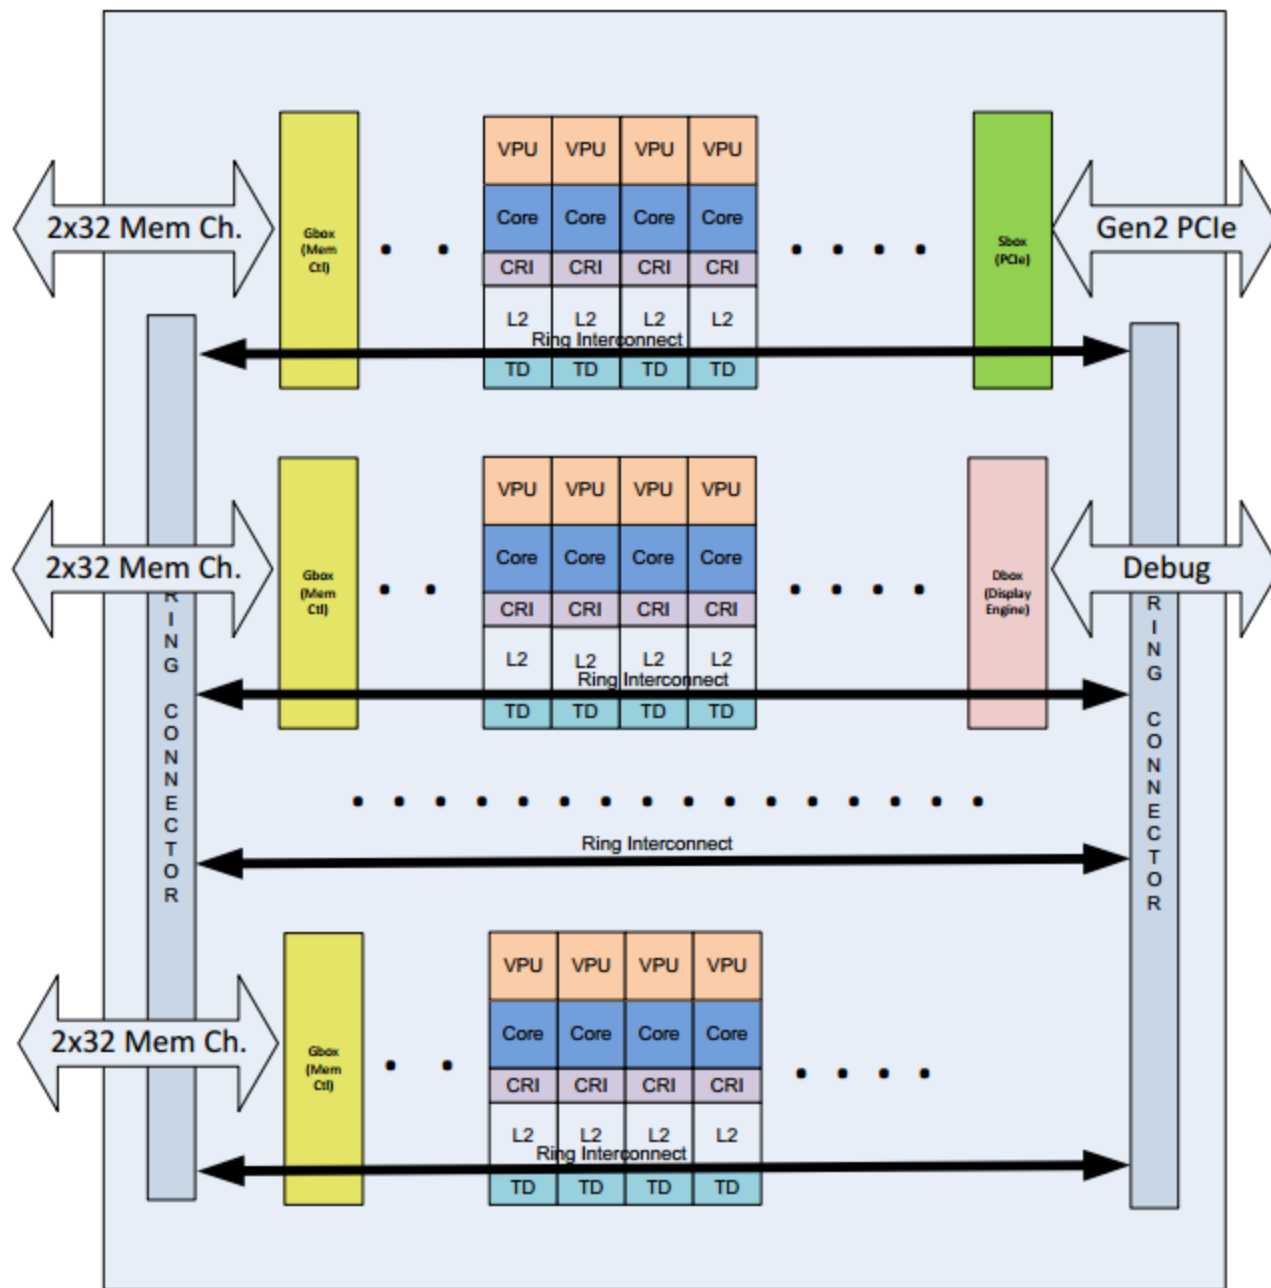 VPU VPU VPU VPU
2x32 Mem Ch.
Gbox
(Mem
Ctl)
Core Core Core Core
Sbox
(PCIe)
Gen2 PCIe
CRI CRI CRI CRI
L2 L2 L2 L2
Ring Interconnect
TD TD TD TD
VPU VPU VPU VPU
2x32 Mem Ch.
Gbox
(Mem
Ctl)
Core Core Core Core
Dbox
(Display
Engine)
Debug
CRI CRI CRI CRI
L2 L2 L2 L2
Ring Interconnect
TD TD TD TD
RING CONNECTOR
RING CONNECTOR
Ring Interconnect
VPU VPU VPU VPU
2x32 Mem Ch.
Gbox
(Mem
Ctl)
Core Core Core Core
CRI CRI CRI CRI
L2 L2 L2 L2
Ring Interconnect
TD TD TD TD